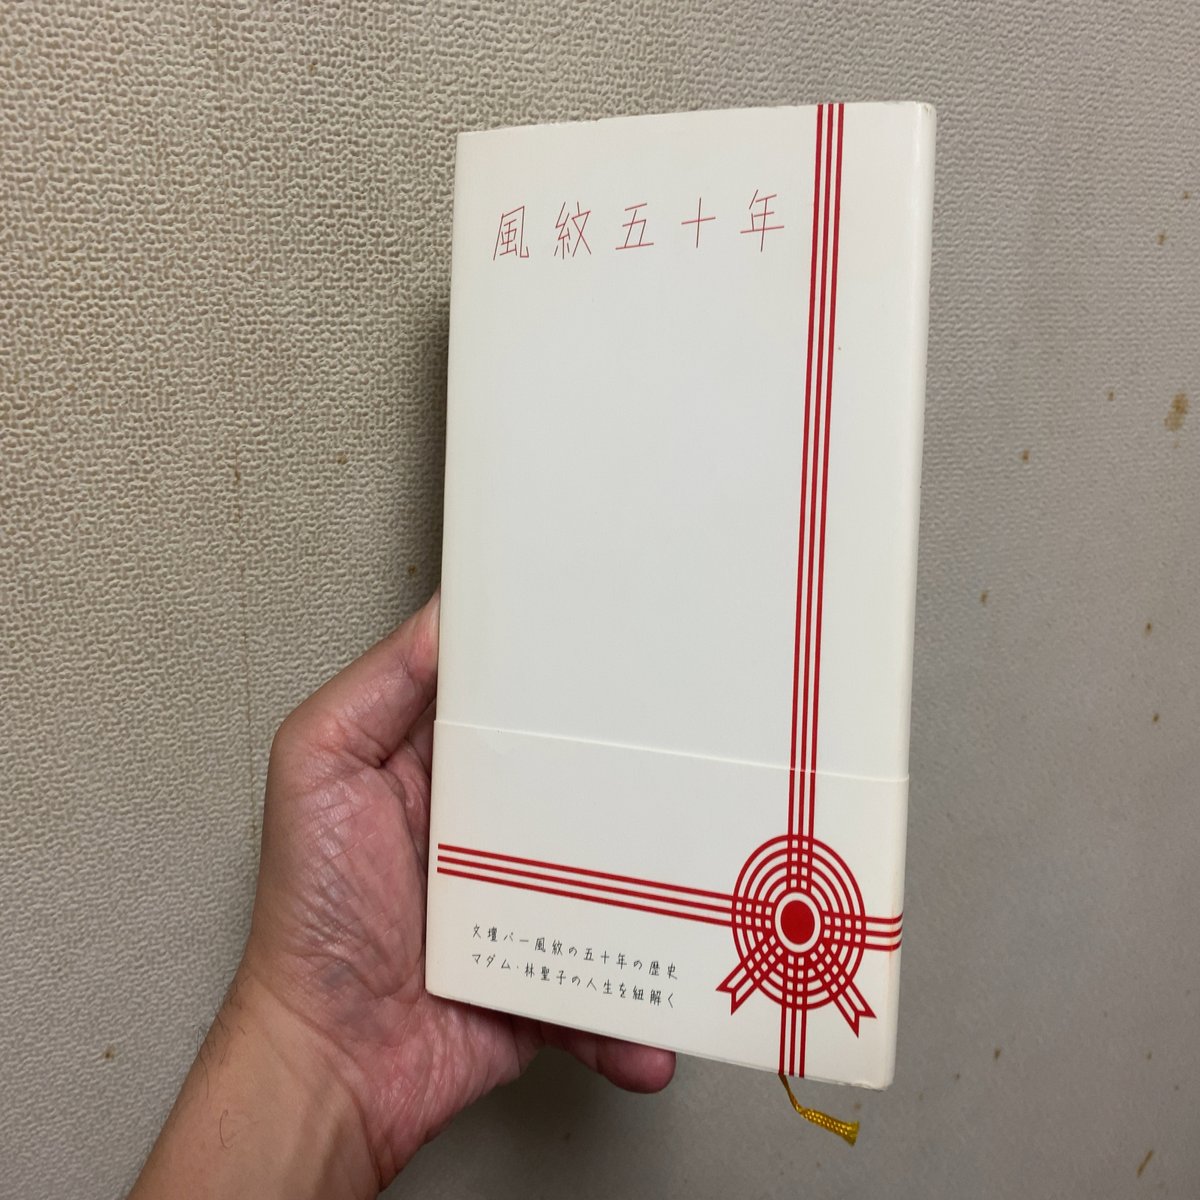 風紋五十年
文壇バー風紋の五十年の歴史
マダム・林聖子の人生を紐解く